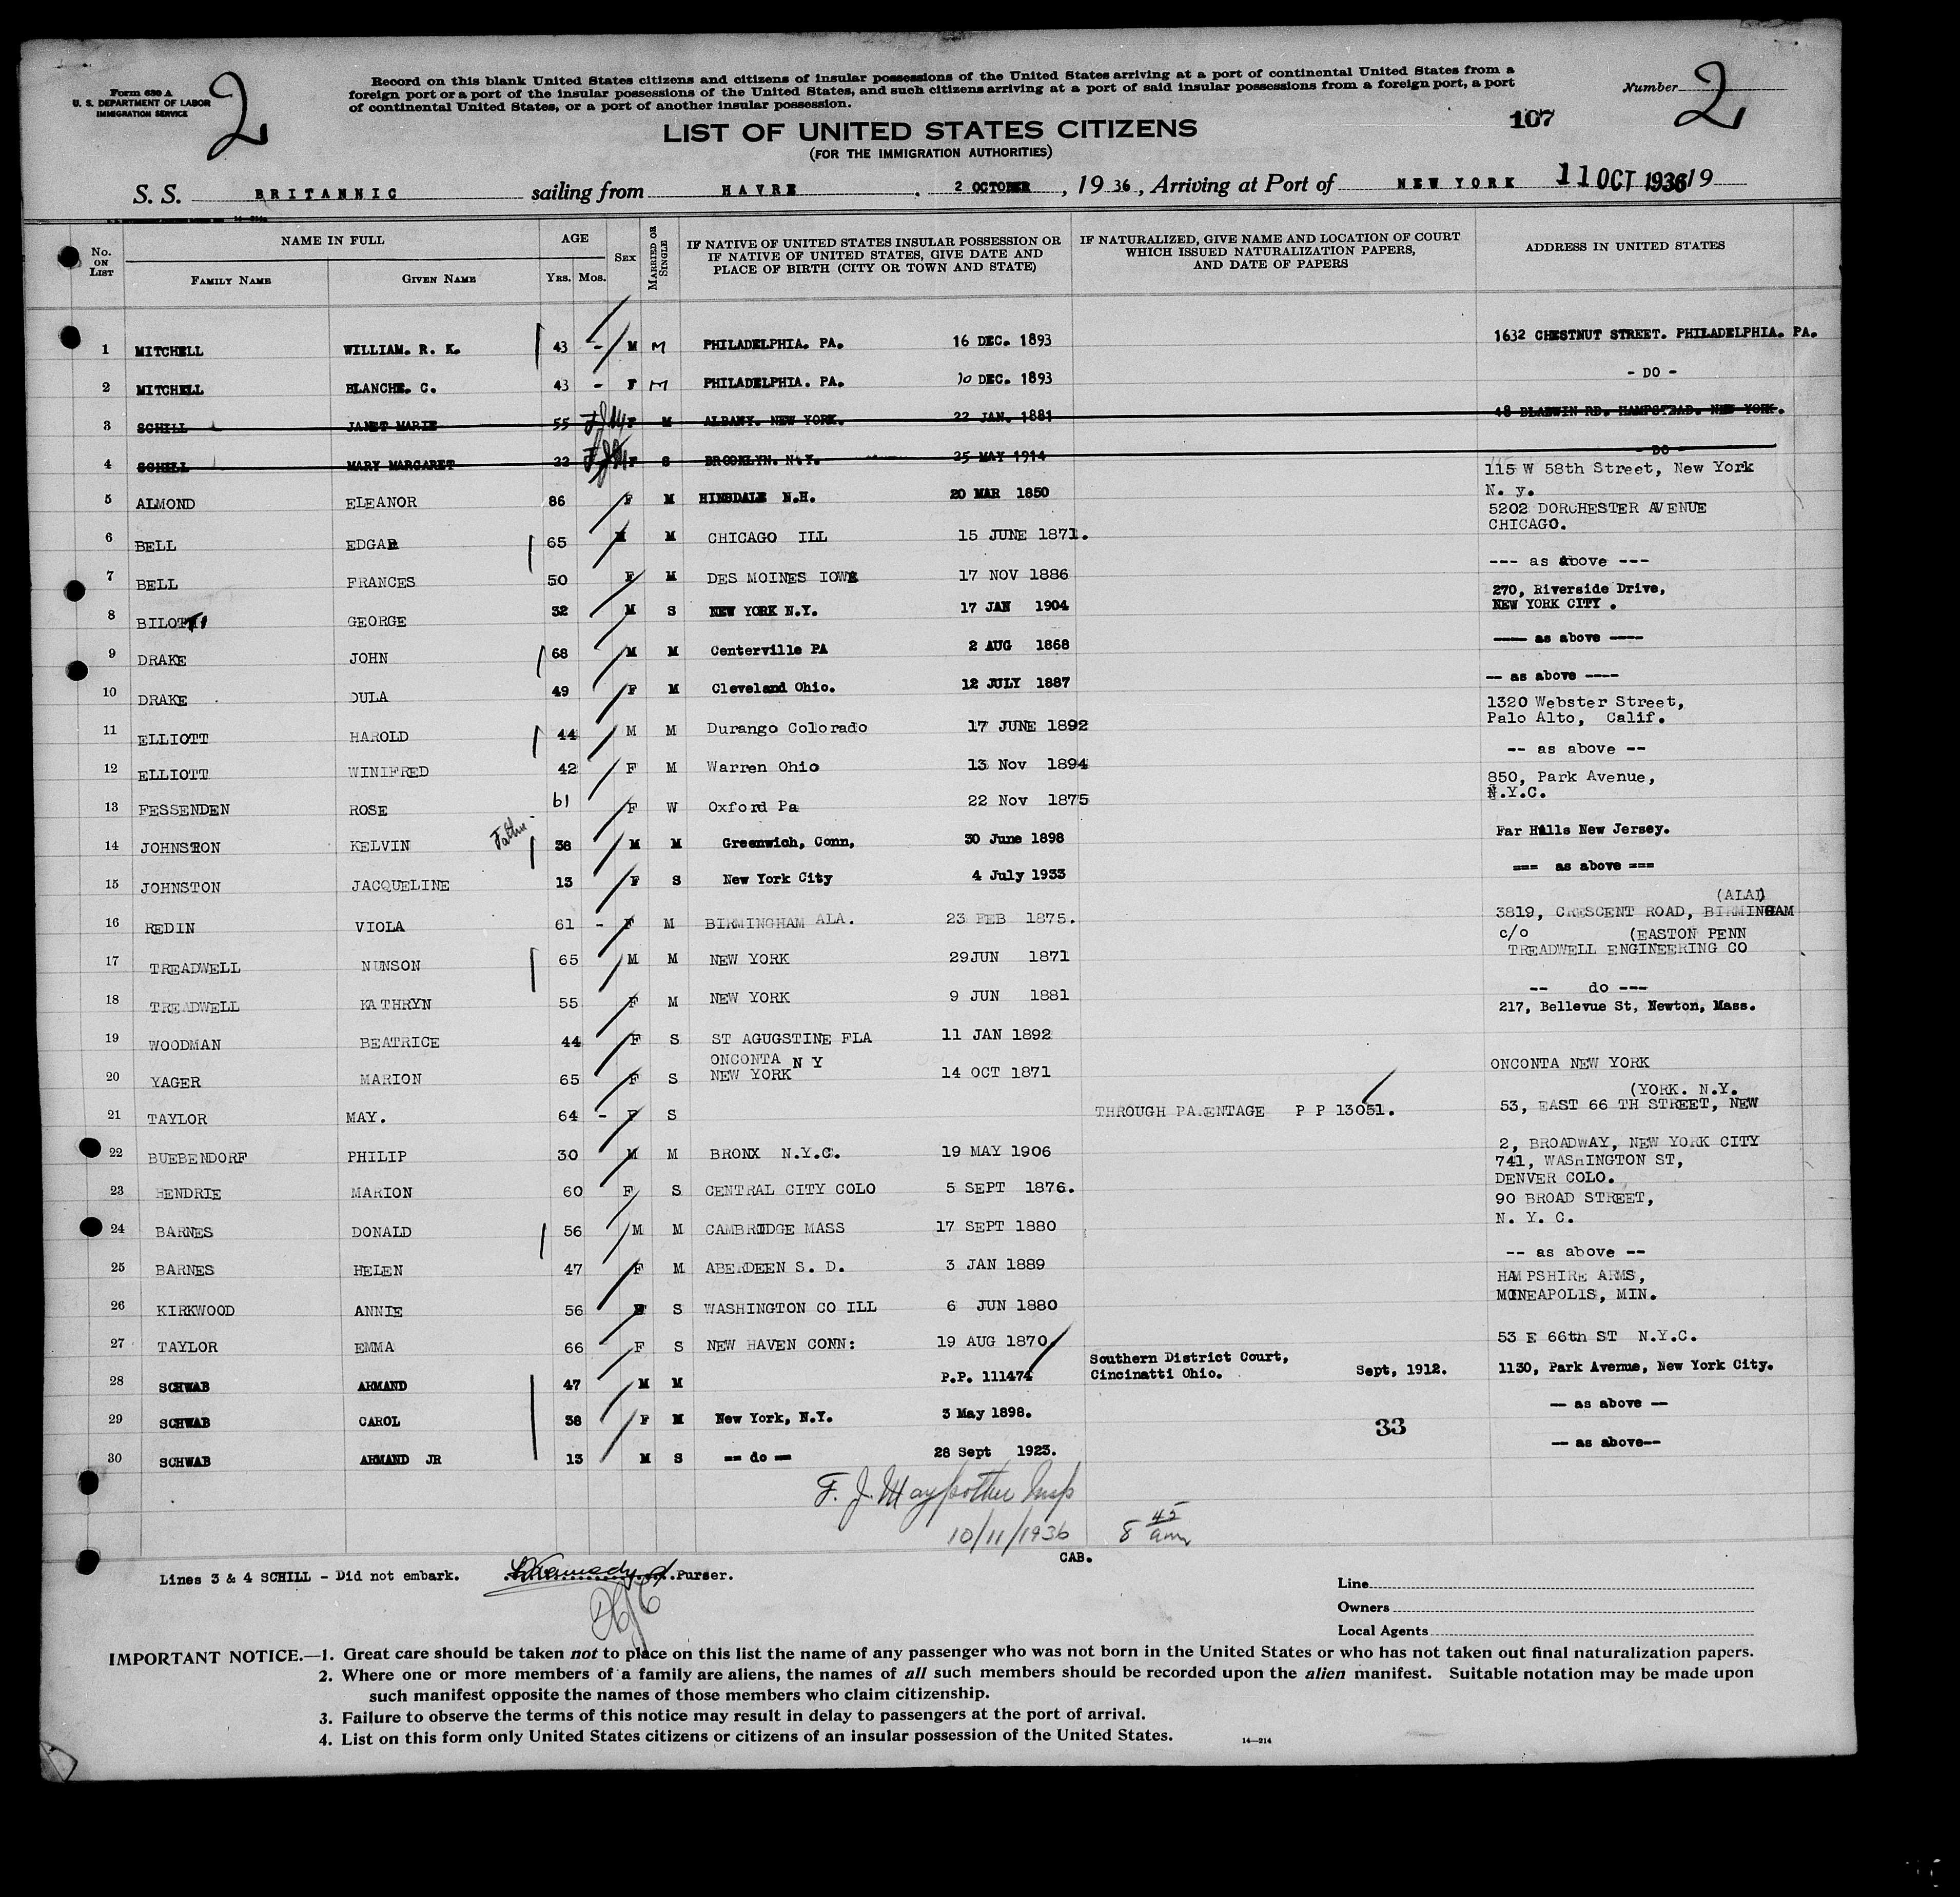 Form 630 A
U. S. DEPARTMENT OF LABOR
IMMIGRATION SERVICE
2
Record on this blank United States citizens and citizens of insular possessions of the United States arriving at a port of continental United States from a
foreign port or a port of the insular possessions of the United States, and such citizens arriving at a port of said insular possessions from a foreign port, a port
of continental United States, or a port of another insular possession.
Number 2
107
LIST OF UNITED STATES CITIZENS
(FOR THE IMMIGRATION AUTHORITIES)
S. S. BRITANNIC sailing from HAVRE . 2 OCTOBER , 19 36 , Arriving at Port of NEW YORK 11 OCT 1936 19
No. ON LIST NAME IN FULL AGE SEX MARRIED OR SINGLE IF NATIVE OF UNITED STATES INSULAR POSSESSION OR IF NATIVE OF UNITED STATES, GIVE DATE AND PLACE OF BIRTH (CITY OR TOWN AND STATE) IF NATURALIZED, GIVE NAME AND LOCATION OF COURT WHICH ISSUED NATURALIZATION PAPERS, AND DATE OF PAPERS ADDRESS IN UNITED STATES
FAMILY NAME GIVEN NAME YRS. MOS.
1 MITCHELL WILLIAM. R. K. 43 - M M PHILADELPHIA. PA. 16 DEC. 1893 1632 CHESTNUT STREET. PHILADELPHIA. PA.
2 MITCHELL BLANCHE. C. 43 - F M PHILADELPHIA. PA. 10 DEC. 1893 - DO -
3 SCHILL JANET MARIE 55 F M ALBANY. NEW YORK. 22 JAN. 1881 HAMPSTEAD. NEW YORK.
4 SCHILL MARY MARGARET 22 F S BROOKLYN. N.Y. 25 MAY 1914 - DO -
5 ALMOND ELEANOR 86 F M HINSDALE N.H. 20 MAR 1850 115 W 58th Street, New York
N. y.
6 BELL EDGAR 65 M M CHICAGO ILL 15 JUNE 1871. 5202 DORCHESTER AVENUE
CHICAGO.
7 BELL FRANCES 50 F M DES MOINES IOWA 17 NOV 1886 --- as above ---
8 BILOTTI GEORGE 32 M S NEW YORK N.Y. 17 JAN 1904 270, Riverside Drive,
NEW YORK CITY .
9 DRAKE JOHN 68 M M Centerville PA 2 AUG 1868 ---- as above ----
10 DRAKE OULA 49 F M Cleveland Ohio. 12 JULY 1887 -- as above ----
11 ELLIOTT HAROLD 44 M M Durango Colorado 17 JUNE 1892 1320 Webster Street,
Palo Alto, Calif.
12 ELLIOTT WINIFRED 42 F M Warren Ohio 13 Nov 1894 -- as above --
13 FESSENDEN ROSE 61 F W Oxford Pa 22 Nov 1875 850, Park Avenue,
N.Y.C.
Father
14 JOHNSTON KELVIN 38 M M Greenwich, Conn, 30 June 1898 Far Hills New Jersey.
15 JOHNSTON JACQUELINE 13 F S New York City 4 July 1933 === as above ===
16 REDIN VIOLA 61 - F M BIRMINGHAM ALA. 23 FEB 1875. (ALA)
3819, CRESCENT ROAD, BIRMINGHAM
17 TREADWELL NUNSON 65 M M NEW YORK 29JUN 1871 c/o (EASTON PENN
TREADWELL ENGINEERING CO
18 TREADWELL KATHRYN 55 F M NEW YORK 9 JUN 1881 -- do ---
19 WOODMAN BEATRICE 44 F S ST AGUGSTINE FLA 11 JAN 1892 217, Bellevue St, Newton, Mass.
20 YAGER MARION 65 F S ONCONTA N Y
NEW YORK 14 OCT 1871 ONCONTA NEW YORK
21 TAYLOR MAY. 64 - F S THROUGH PARENTAGE P P 13051. (YORK. N.Y.
53, EAST 66 TH STREET, NEW
22 BUEBENDORF PHILIP 30 M M BRONX N.Y.C. 19 MAY 1906 2, BROADWAY, NEW YORK CITY
23 HENDRIE MARION 60 F S CENTRAL CITY COLO 5 SEPT 1876. 741, WASHINGTON ST,
DENVER COLO.
24 BARNES DONALD 56 M M CAMBRIDGE MASS 17 SEPT 1880 90 BROAD STREET,
N. Y. C.
25 BARNES HELEN 47 F M ABERDEEN S. D. 3 JAN 1889 -- as above --
26 KIRKWOOD ANNIE 56 F S WASHINGTON CO ILL 6 JUN 1880 HAMPSHIRE ARMS,
MINEAPOLIS, MIN.
27 TAYLOR EMMA 66 F S NEW HAVEN CONN: 19 AUG 1870. 53 E 66th ST N.Y.C.
28 SCHWAB ARMAND 47 M M P.P. 111474 Southern District Court,
Cincinatti Ohio. Sept, 1912. 1130, Park Avenue, New York City.
29 SCHWAB CAROL 38 F M New York, N.Y. 3 May 1898. -- as above --
33
30 SCHWAB ARMAND JR 13 M S -- do -- 28 Sept 1923. -- as above--
F. J. Maypother Insp
10/11/1936 8 45 am
CAB.
Lines 3 & 4 SCHILL - Did not embark. Purser.
Line
Owners
Local Agents
IMPORTANT NOTICE.—1. Great care should be taken not to place on this list the name of any passenger who was not born in the United States or who has not taken out final naturalization papers.
2. Where one or more members of a family are aliens, the names of all such members should be recorded upon the alien manifest. Suitable notation may be made upon
such manifest opposite the names of those members who claim citizenship.
3. Failure to observe the terms of this notice may result in delay to passengers at the port of arrival.
4. List on this form only United States citizens or citizens of an insular possession of the United States.
14—214